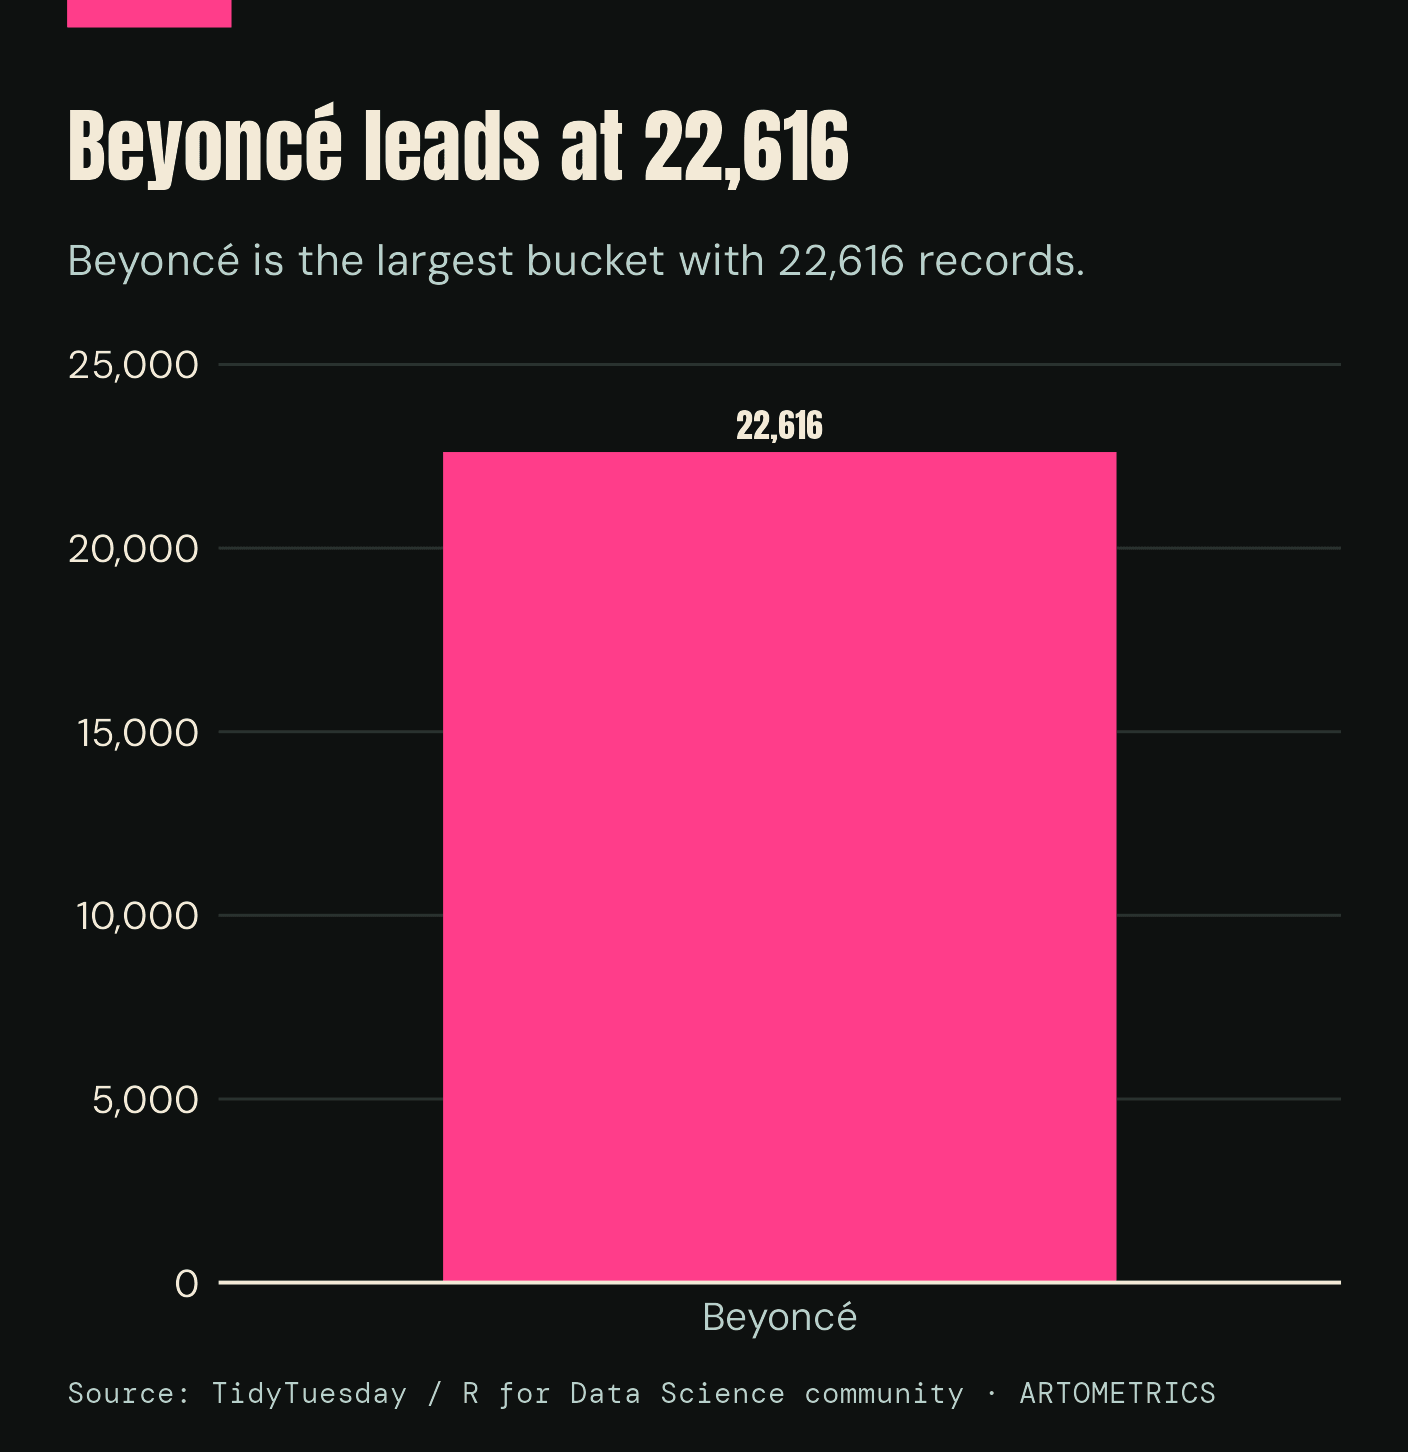 Beyoncé leads at 22,616
Beyoncé is the largest bucket with 22,616 records.
25,000
22,616
20,000
15,000
10,000
5,000
0
Beyoncé
Source: TidyTuesday / R for Data Science community · ARTOMETRICS